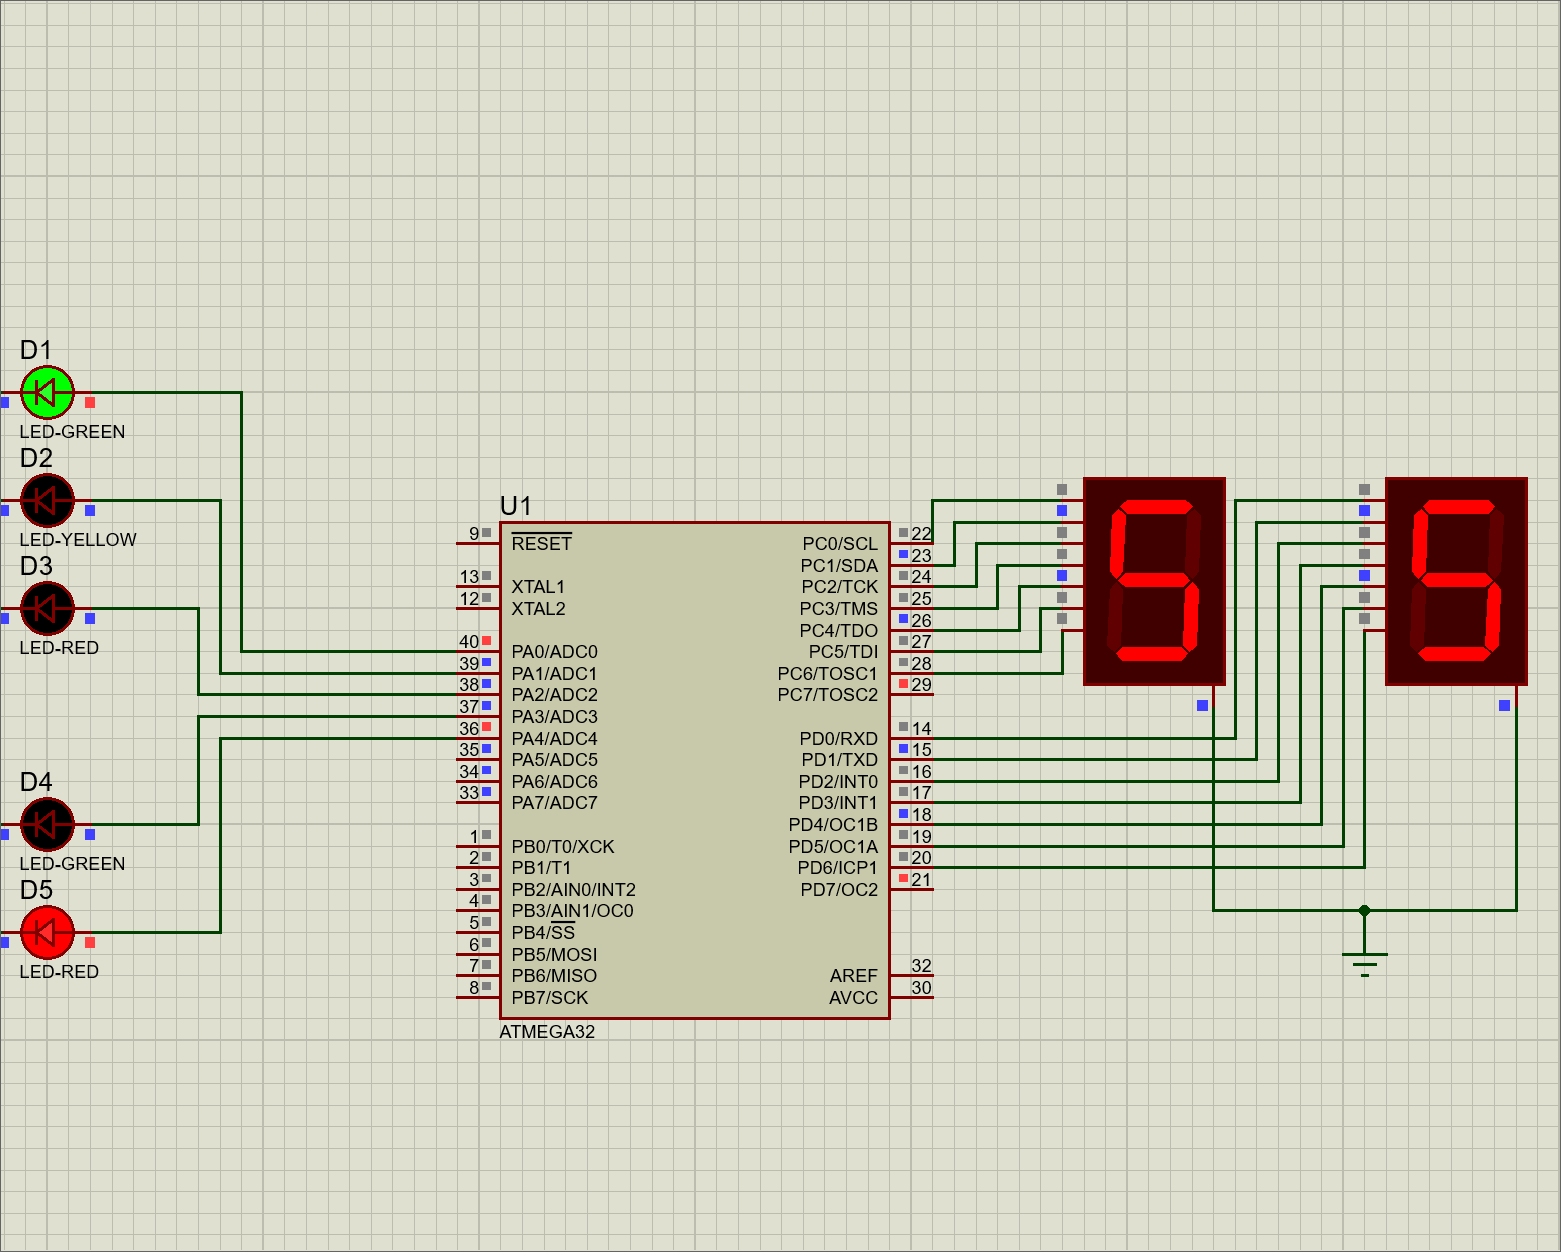 D1
LED-GREEN
D2
LED-YELLOW
D3
LED-RED
D4
LED-GREEN
D5
LED-RED
U1
9 RESET
13 XTAL1
12 XTAL2
40 PA0/ADC0
39 PA1/ADC1
38 PA2/ADC2
37 PA3/ADC3
36 PA4/ADC4
35 PA5/ADC5
34 PA6/ADC6
33 PA7/ADC7
1 PB0/T0/XCK
2 PB1/T1
3 PB2/AIN0/INT2
4 PB3/AIN1/OC0
5 PB4/SS
6 PB5/MOSI
7 PB6/MISO
8 PB7/SCK
PC0/SCL 22
PC1/SDA 23
PC2/TCK 24
PC3/TMS 25
PC4/TDO 26
PC5/TDI 27
PC6/TOSC1 28
PC7/TOSC2 29
PD0/RXD 14
PD1/TXD 15
PD2/INT0 16
PD3/INT1 17
PD4/OC1B 18
PD5/OC1A 19
PD6/ICP1 20
PD7/OC2 21
AREF 32
AVCC 30
ATMEGA32
5 5